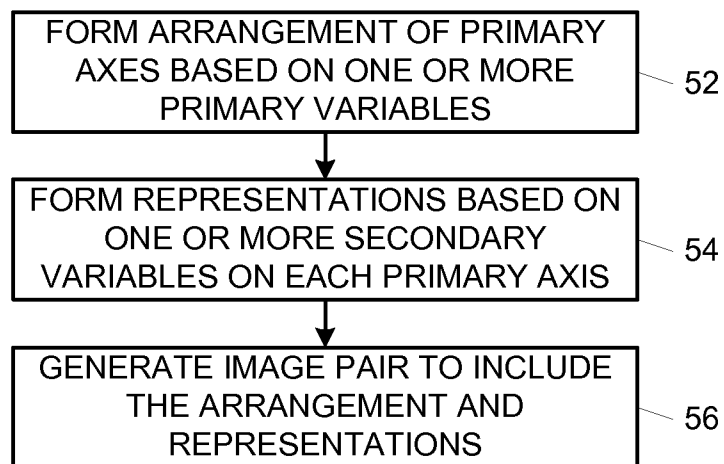 FORM ARRANGEMENT OF PRIMARY
AXES BASED ON ONE OR MORE
PRIMARY VARIABLES
52
FORM REPRESENTATIONS BASED ON
ONE OR MORE SECONDARY
VARIABLES ON EACH PRIMARY AXIS
54
GENERATE IMAGE PAIR TO INCLUDE
THE ARRANGEMENT AND
REPRESENTATIONS
56